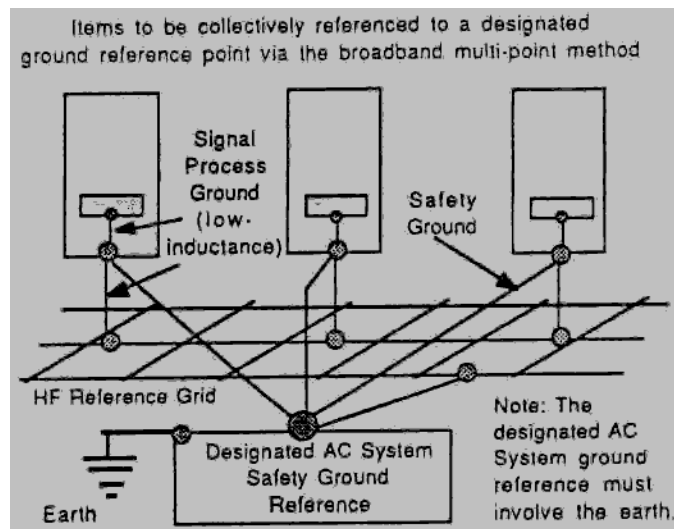 Items to be collectively referenced to a designated
ground reference point via the broadband multi-point method
Signal
Process
Ground
(low-
inductance)
Safety
Ground
HF Reference Grid
Earth
Designated AC System
Safety Ground
Reference
Note: The
designated AC
System ground
reference must
involve the earth.